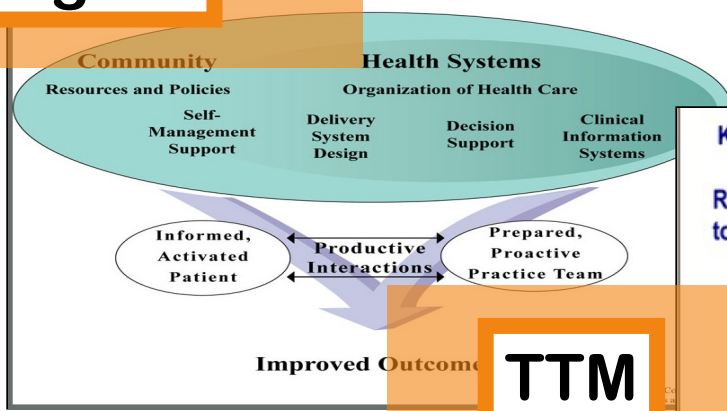 g
Community
Health Systems
Resources and Policies
Organization of Health Care
Self-
Management
Support
Delivery
System
Design
Decision
Support
Clinical
Information
Systems
K
R
to
Informed,
Activated
Patient
Productive
Interactions
Prepared,
Proactive
Practice Team
Improved Outcome
TTM